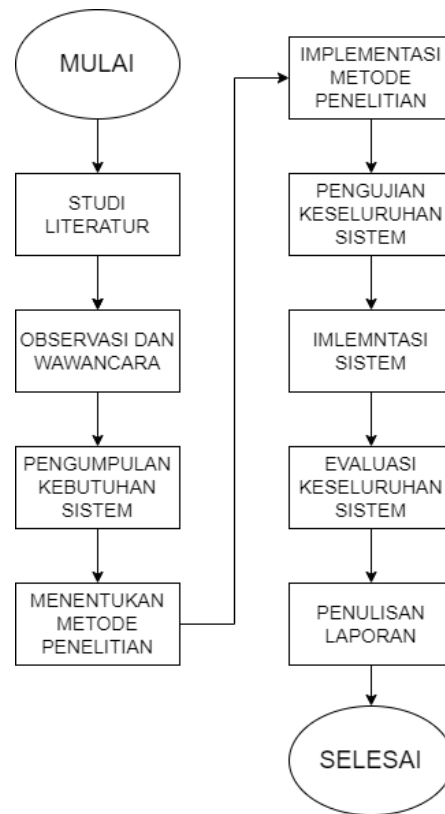 MULAI
STUDI
LITERATUR
OBSERVASI DAN
WAWANCARA
PENGUMPULAN
KEBUTUHAN
SISTEM
MENENTUKAN
METODE
PENELITIAN
IMPLEMENTASI
METODE
PENELITIAN
PENGUJIAN
KESELURUHAN
SISTEM
IMLEMNTASI
SISTEM
EVALUASI
KESELURUHAN
SISTEM
PENULISAN
LAPORAN
SELESAI